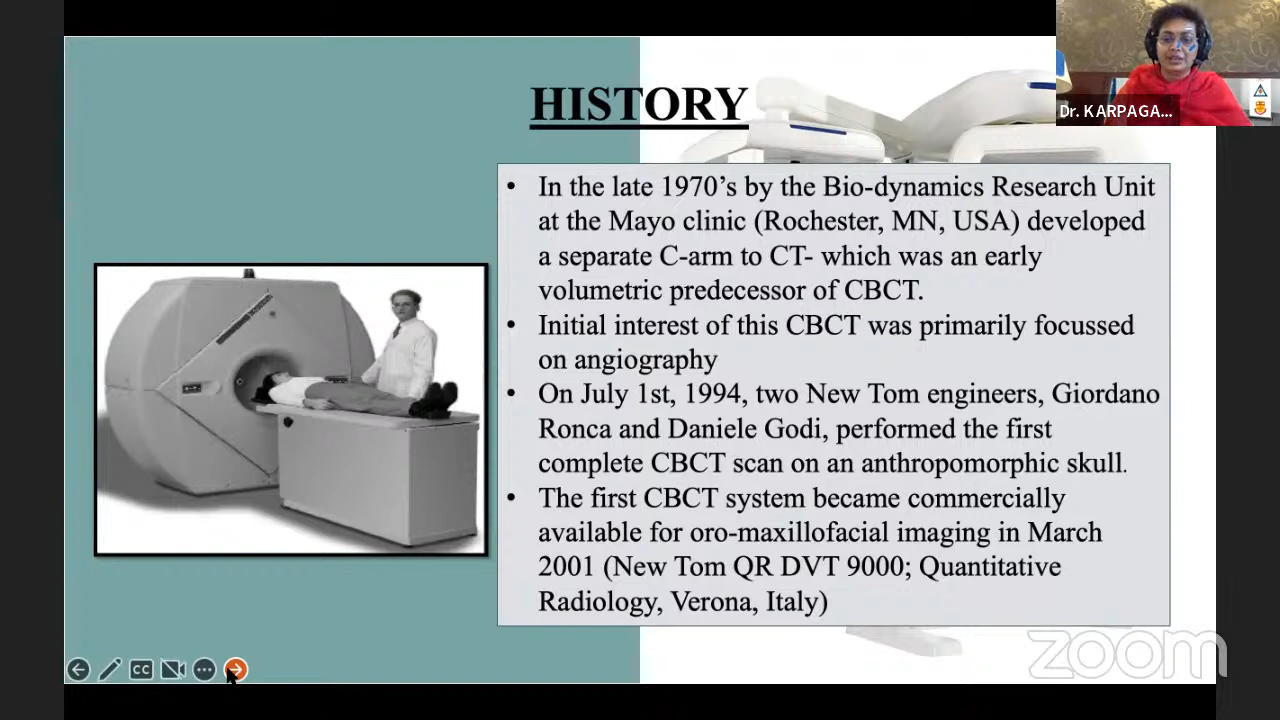 HISTORY
Dr. KARPAGA...
• In the late 1970’s by the Bio-dynamics Research Unit
at the Mayo clinic (Rochester, MN, USA) developed
a separate C-arm to CT- which was an early
volumetric predecessor of CBCT.
• Initial interest of this CBCT was primarily focussed
on angiography
• On July 1st, 1994, two New Tom engineers, Giordano
Ronca and Daniele Godi, performed the first
complete CBCT scan on an anthropomorphic skull.
• The first CBCT system became commercially
available for oro-maxillofacial imaging in March
2001 (New Tom QR DVT 9000; Quantitative
Radiology, Verona, Italy)
CC
zoom